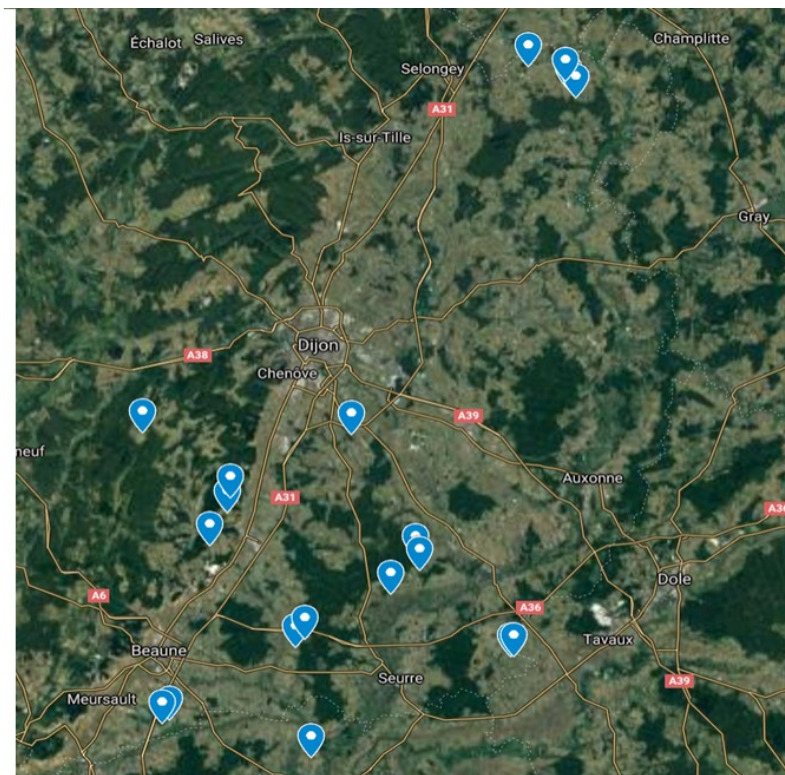 Échalot
Salives
Champlitte
Selongey
A31
Is-sur-Tille
Gray
Dijon
A38
Chenôve
A39
neuf
Auxonne
A31
A36
Dole
A6
A36
Tavaux
Beaune
Seurre
A39
Meursault